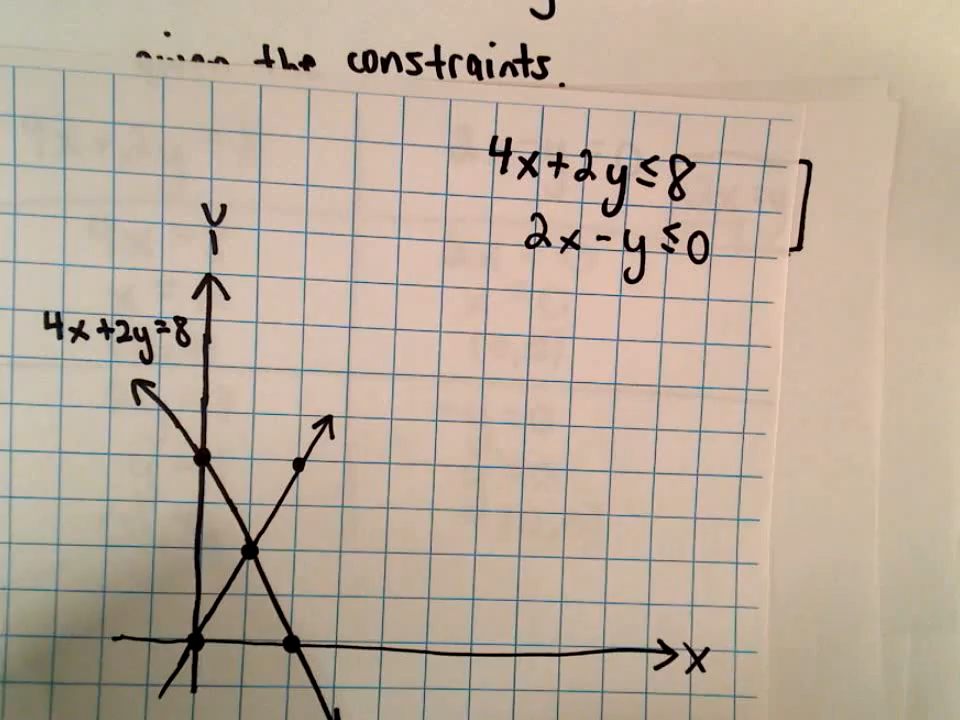 the constraints.
4x+2y≤8
2x-y≤0
y
4x+2y=8
x